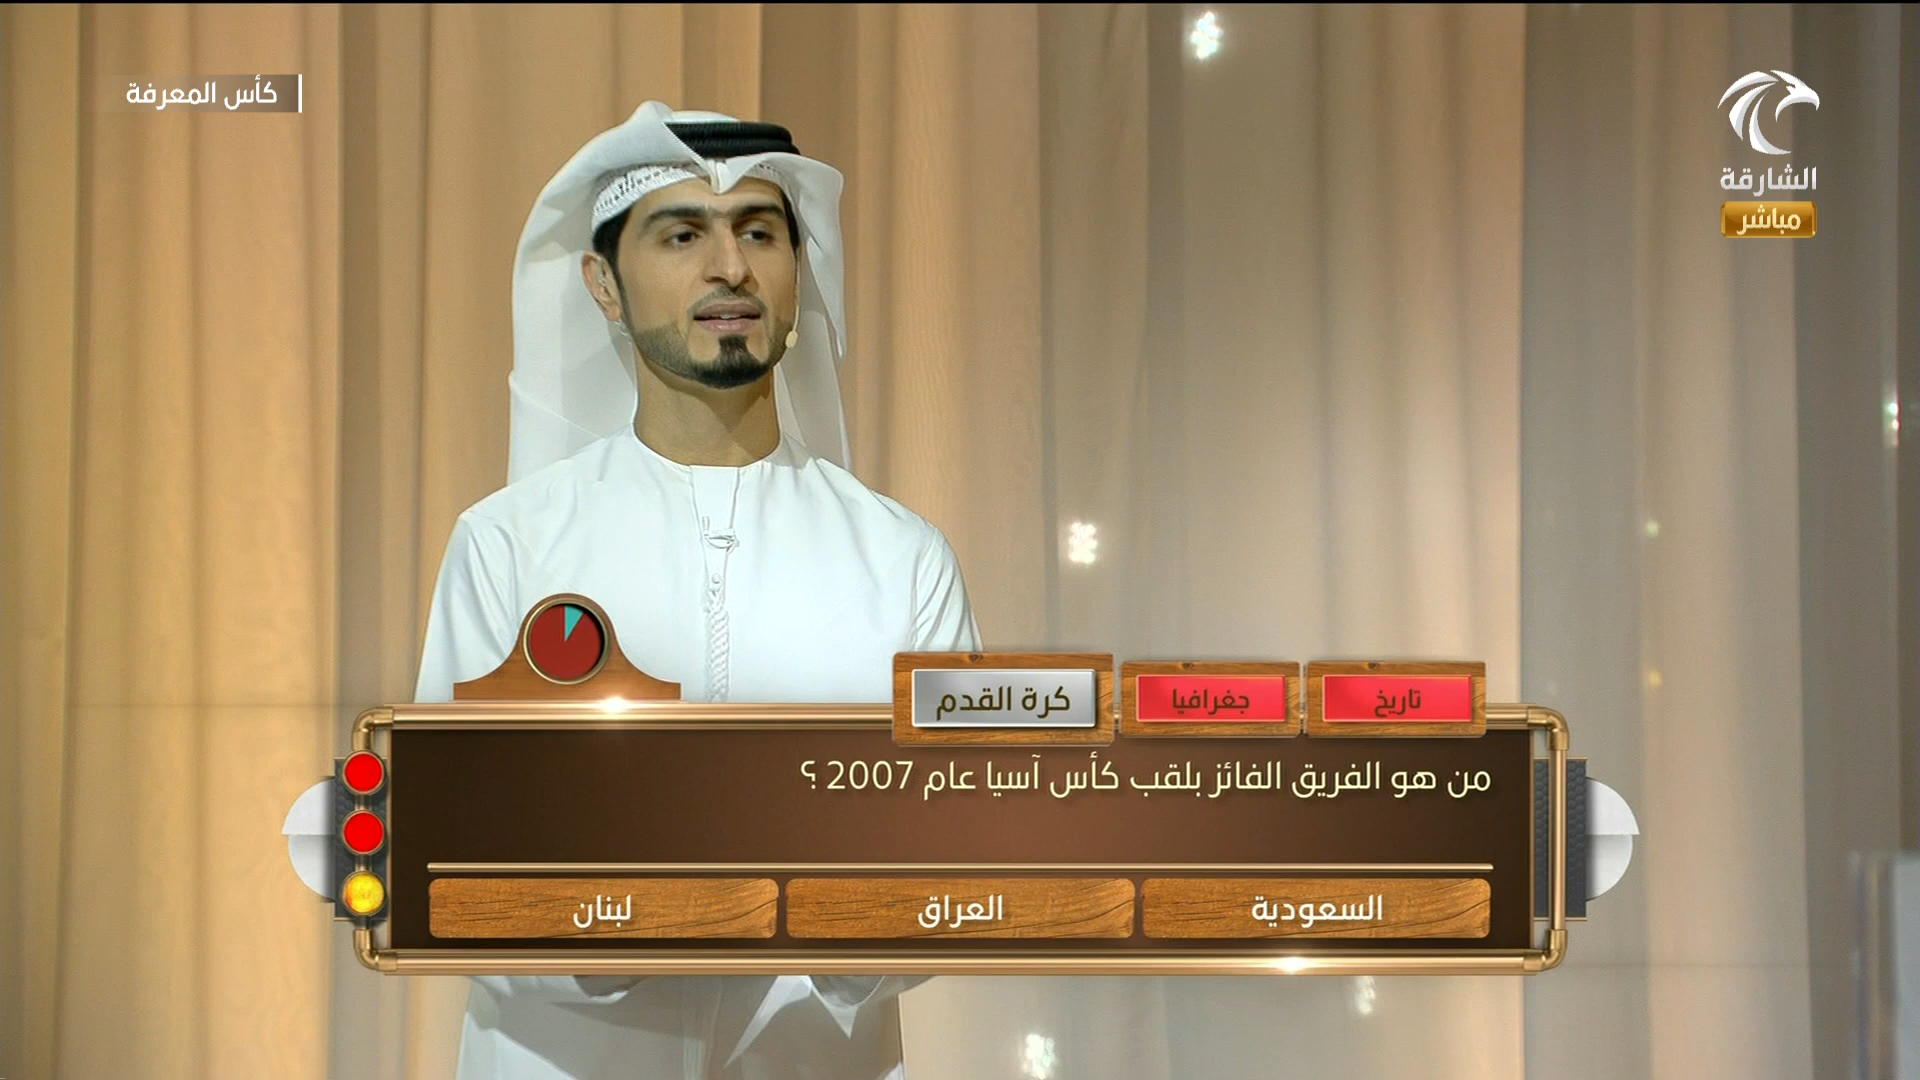 كأس المعرفة
الشارقة
مباشر
تاريخ
جغرافيا
كرة القدم
من هو الفريق الفائز بلقب كأس آسيا عام 2007 ؟
السعودية
العراق
لبنان